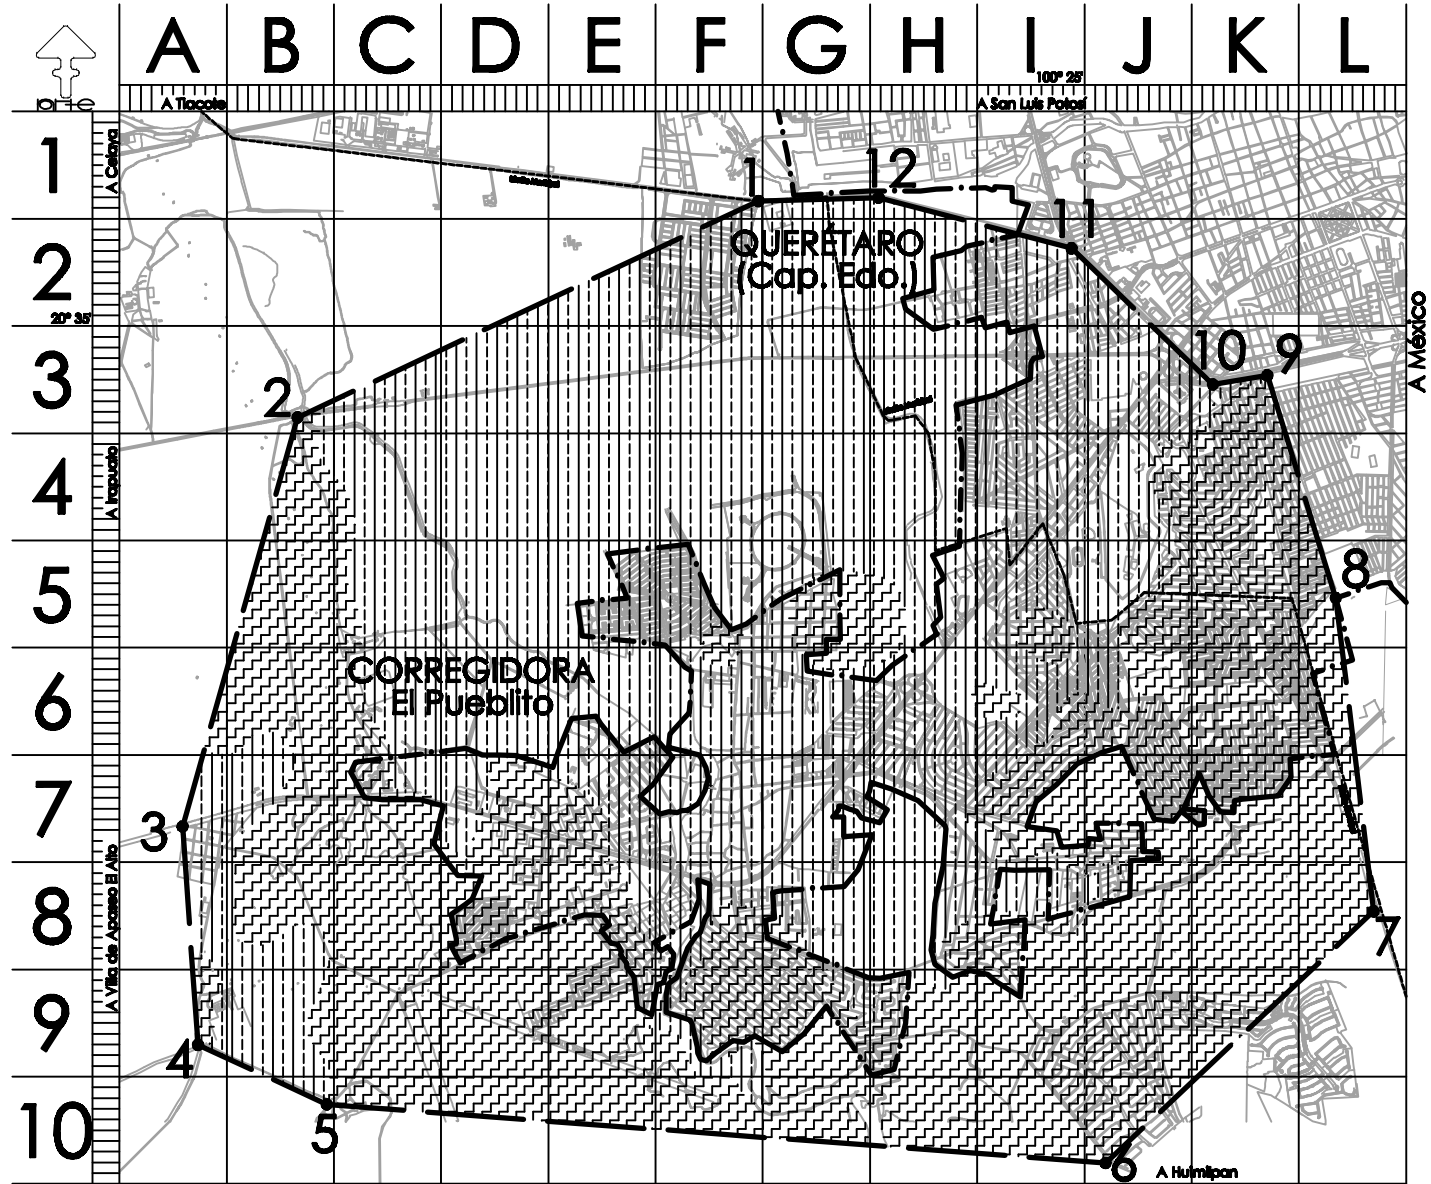 A B C D E F G H I J K L
100° 25'
norte
A Tlacote
A San Luis Potosí
1
A Celaya
1
12
11
2
QUERÉTARO
(Cap. Edo.)
20° 35'
A México
3
10
9
2
4
A Irapuato
5
8
CORREGIDORA
El Pueblito
6
7
3
A Villa de Apaseo El Alto
8
7
9
4
10
5
6
A Huimilpan